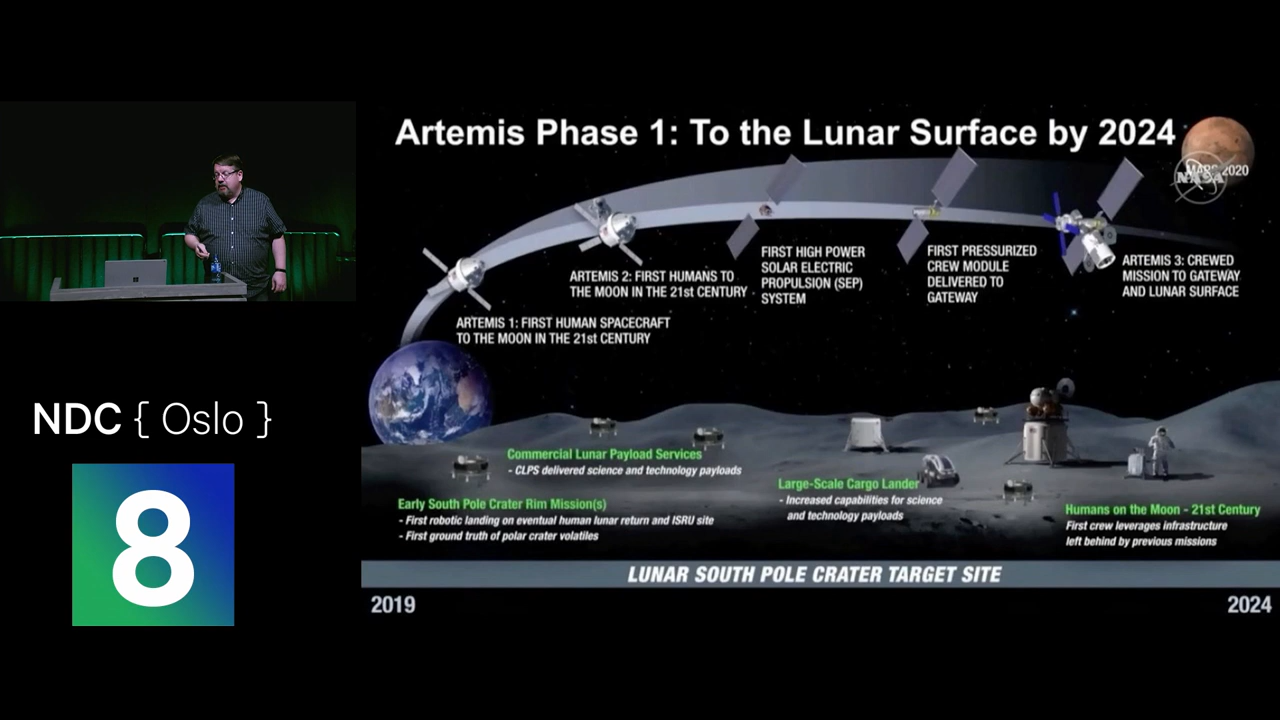 Artemis Phase 1: To the Lunar Surface by 2024
MARS 2020
NASA
FIRST HIGH POWER
SOLAR ELECTRIC
PROPULSION (SEP)
SYSTEM
FIRST PRESSURIZED
CREW MODULE
DELIVERED TO
GATEWAY
ARTEMIS 3: CREWED
MISSION TO GATEWAY
AND LUNAR SURFACE
ARTEMIS 2: FIRST HUMANS TO
THE MOON IN THE 21st CENTURY
ARTEMIS 1: FIRST HUMAN SPACECRAFT
TO THE MOON IN THE 21st CENTURY
NDC { Oslo }
8
Commercial Lunar Payload Services
- CLPS delivered science and technology payloads
Early South Pole Crater Rim Mission(s)
- First robotic landing on eventual human lunar return and ISRU site
- First ground truth of polar crater volatiles
Large-Scale Cargo Lander
- Increased capabilities for science
and technology payloads
Humans on the Moon - 21st Century
First crew leverages infrastructure
left behind by previous missions
LUNAR SOUTH POLE CRATER TARGET SITE
2019
2024